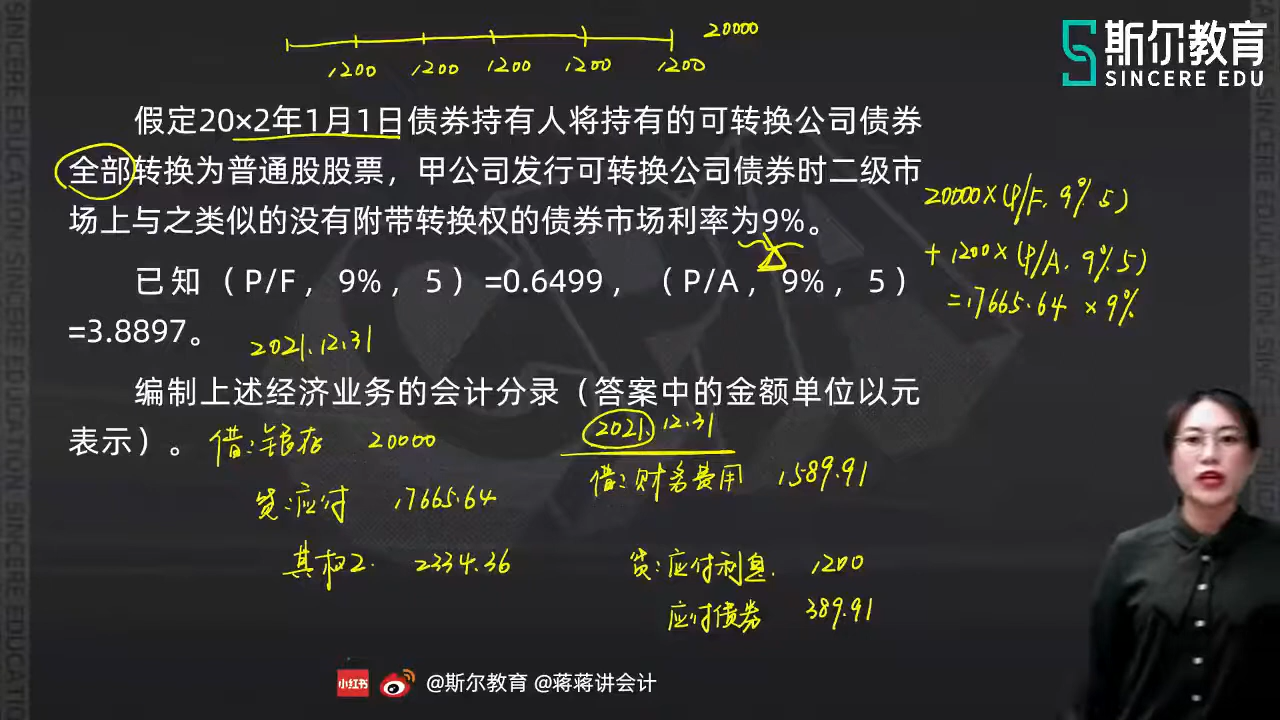 20000
1200 1200 1200 1200 1200
斯尔教育
SINCERE EDU
假定20×2年1月1日债券持有人将持有的可转换公司债券
全部转换为普通股股票，甲公司发行可转换公司债券时二级市
场上与之类似的没有附带转换权的债券市场利率为9%。
20000×(P/F, 9% 5)
+ 1200×(P/A, 9%, 5)
=17665.64 ×9%
已知（P/F，9%，5）=0.6499，（P/A，9%，5）
=3.8897。
2021.12.31
编制上述经济业务的会计分录（答案中的金额单位以元
表示）。
借：银存 20000
贷：应付 17665.64
其权工 2334.36
2021.12.31
借：财务费用 1589.91
贷：应付利息 1200
应付债券 389.91
小红书
@斯尔教育 @蒋蒋讲会计
SINCERE EDUCATION